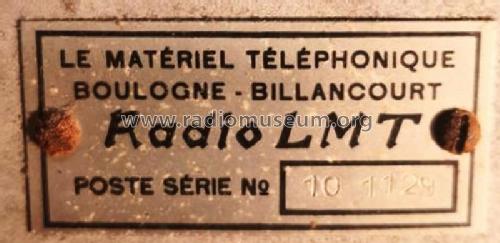 LE MATÉRIEL TÉLÉPHONIQUE
BOULOGNE - BILLANCOURT
www.radiomuseum.org
Radio LMT
POSTE SÉRIE No 10 1129